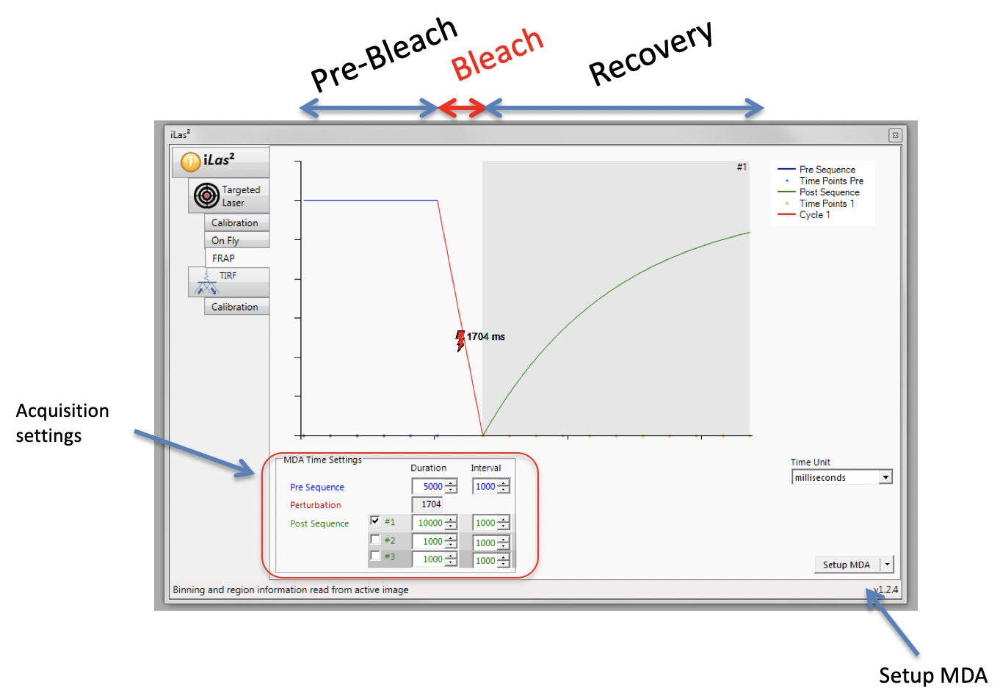 Pre-Bleach
Bleach
Recovery
iLas²
iLas²
Targeted
Laser
Calibration
On Fly
FRAP
TIRF
Calibration
#1
Pre Sequence
Time Points Pre
Post Sequence
Time Points 1
Cycle 1
1704 ms
Acquisition
settings
MDA Time Settings
Duration Interval
Pre Sequence 5000 1000
Perturbation 1704
Post Sequence #1 10000 1000
#2 1000 1000
#3 1000 1000
Time Unit
milliseconds
Setup MDA
Binning and region information read from active image
v1.2.4
Setup MDA